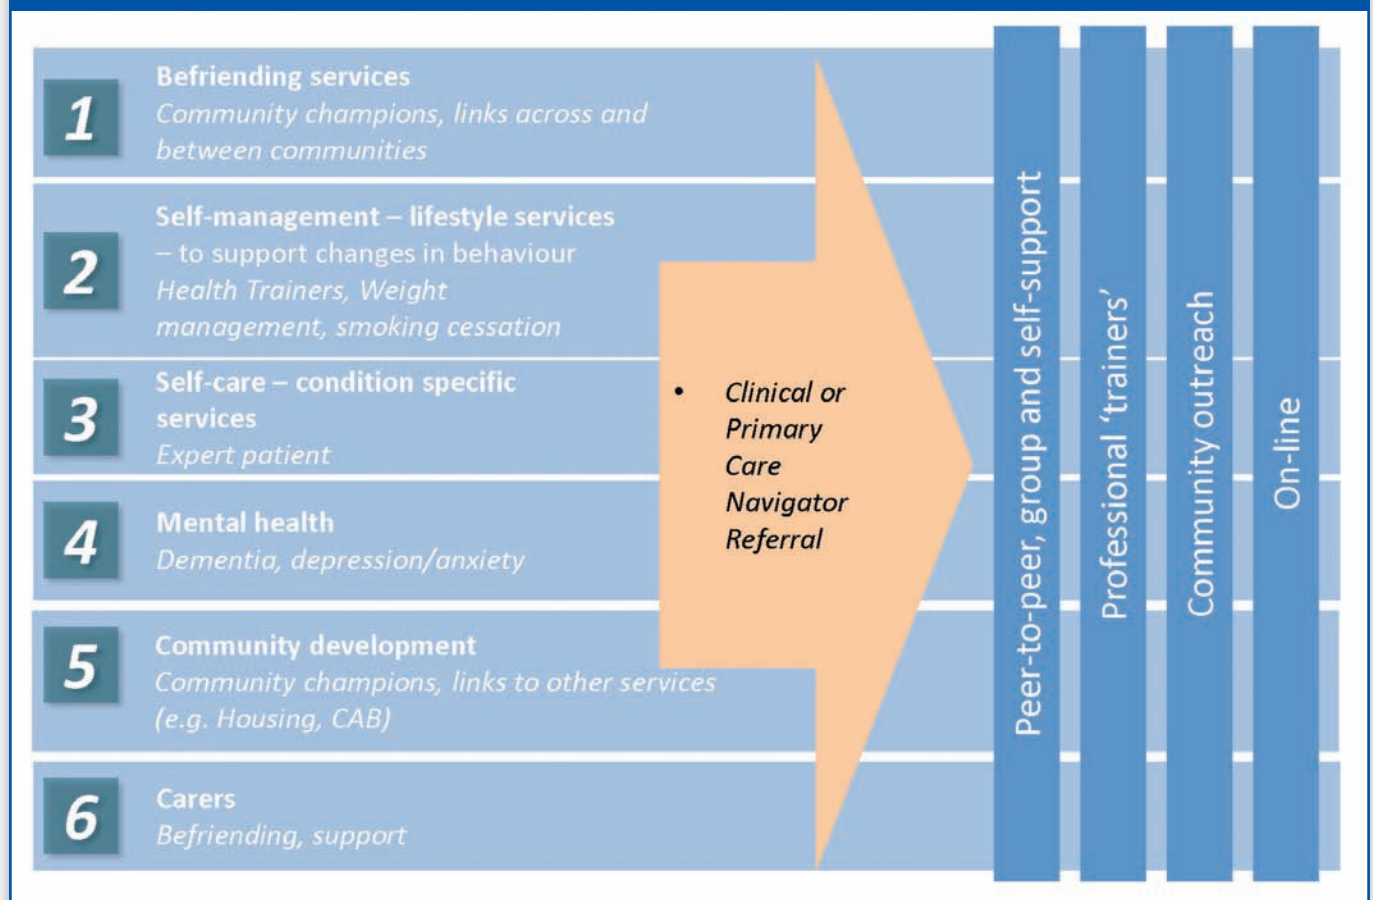 1
Befriending services
Community champions, links across and
between communities
2
Self-management – lifestyle services
– to support changes in behaviour
Health Trainers, Weight
management, smoking cessation
3
Self-care – condition specific
services
Expert patient
4
Mental health
Dementia, depression/anxiety
5
Community development
Community champions, links to other services
(e.g. Housing, CAB)
6
Carers
Befriending, support
• Clinical or
Primary
Care
Navigator
Referral
Peer-to-peer, group and self-support
Professional ‘trainers’
Community outreach
On-line